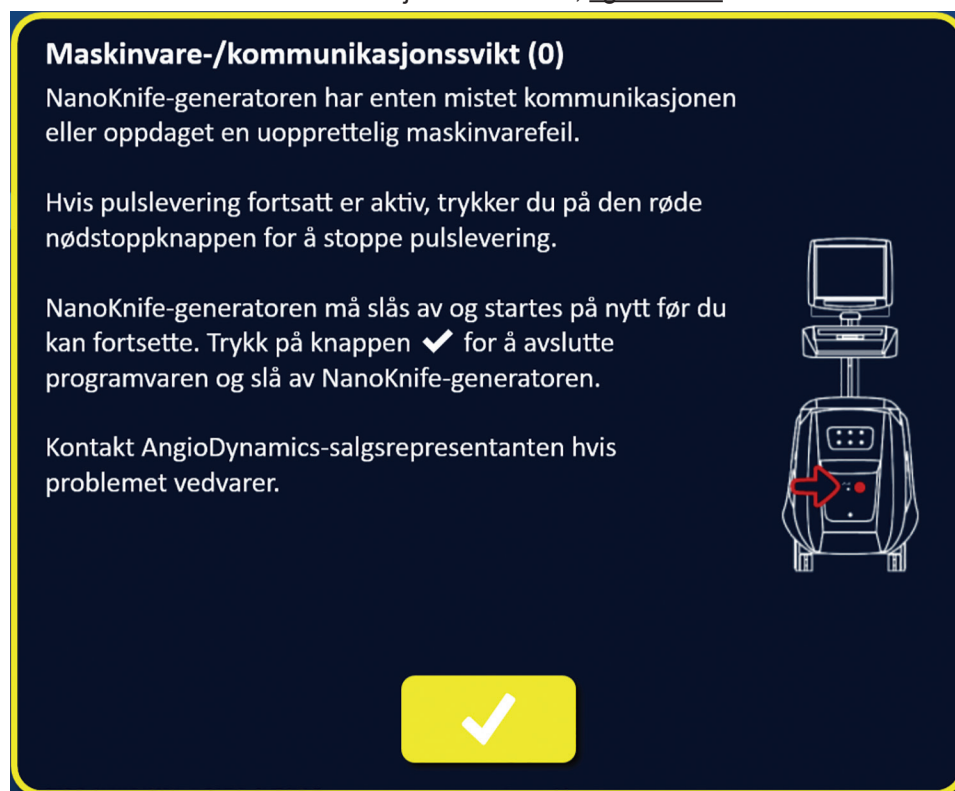 Maskinvare-/kommunikasjonssvikt (0)
NanoKnife-generatoren har enten mistet kommunikasjonen
eller oppdaget en uopprettelig maskinvarefeil.
Hvis pulslevering fortsatt er aktiv, trykker du på den røde
nødstoppknappen for å stoppe pulslevering.
NanoKnife-generatoren må slås av og startes på nytt før du
kan fortsette. Trykk på knappen ✔ for å avslutte
programvaren og slå av NanoKnife-generatoren.
Kontakt AngioDynamics-salgsrepresentanten hvis
problemet vedvarer.